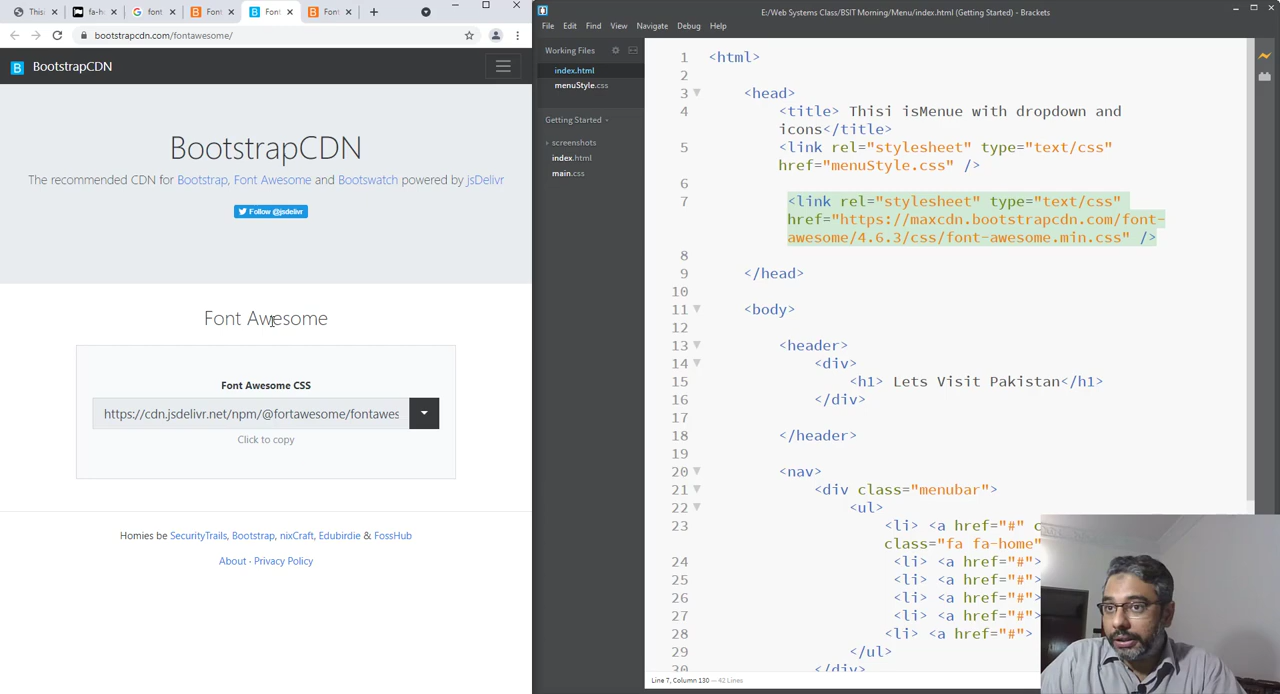 Thisi
fa-h
font
Font
Font
Font
bootstrapcdn.com/fontawesome/
B BootstrapCDN
BootstrapCDN
The recommended CDN for Bootstrap, Font Awesome and Bootswatch powered by jsDelivr
Follow @jsdelivr
Font Awesome
Font Awesome CSS
https://cdn.jsdelivr.net/npm/@fortawesome/fontawes
Click to copy
Homies be SecurityTrails, Bootstrap, nixCraft, Edubirdie & FossHub
About · Privacy Policy
E:/Web Systems Class/BSIT Morning/Menu/index.html (Getting Started) - Brackets
File Edit Find View Navigate Debug Help
Working Files
index.html
menuStyle.css
Getting Started
screenshots
index.html
main.css
1 <html>
2
3 <head>
4 <title> Thisi isMenue with dropdown and
icons</title>
5 <link rel="stylesheet" type="text/css"
href="menuStyle.css" />
6
7 <link rel="stylesheet" type="text/css"
href="https://maxcdn.bootstrapcdn.com/font-
awesome/4.6.3/css/font-awesome.min.css" />
8
9 </head>
10
11 <body>
12
13 <header>
14 <div>
15 <h1> Lets Visit Pakistan</h1>
16 </div>
17
18 </header>
19
20 <nav>
21 <div class="menubar">
22 <ul>
23 <li> <a href="#" c
class="fa fa-home"
24 <li> <a href="#">
25 <li> <a href="#">
26 <li> <a href="#">
27 <li> <a href="#">
28 <li> <a href="#">
29 </ul>
30 </div>
Line 7, Column 130 — 42 Lines